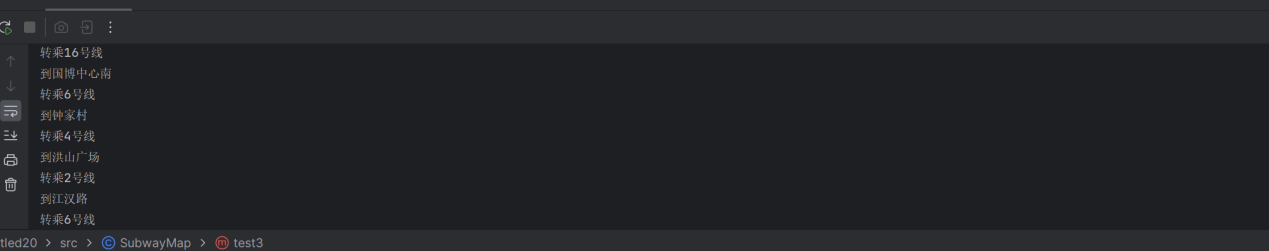 转乘16号线
到国博中心南
转乘6号线
到钟家村
转乘4号线
到洪山广场
转乘2号线
到江汉路
转乘6号线
tled20 > src > SubwayMap > test3